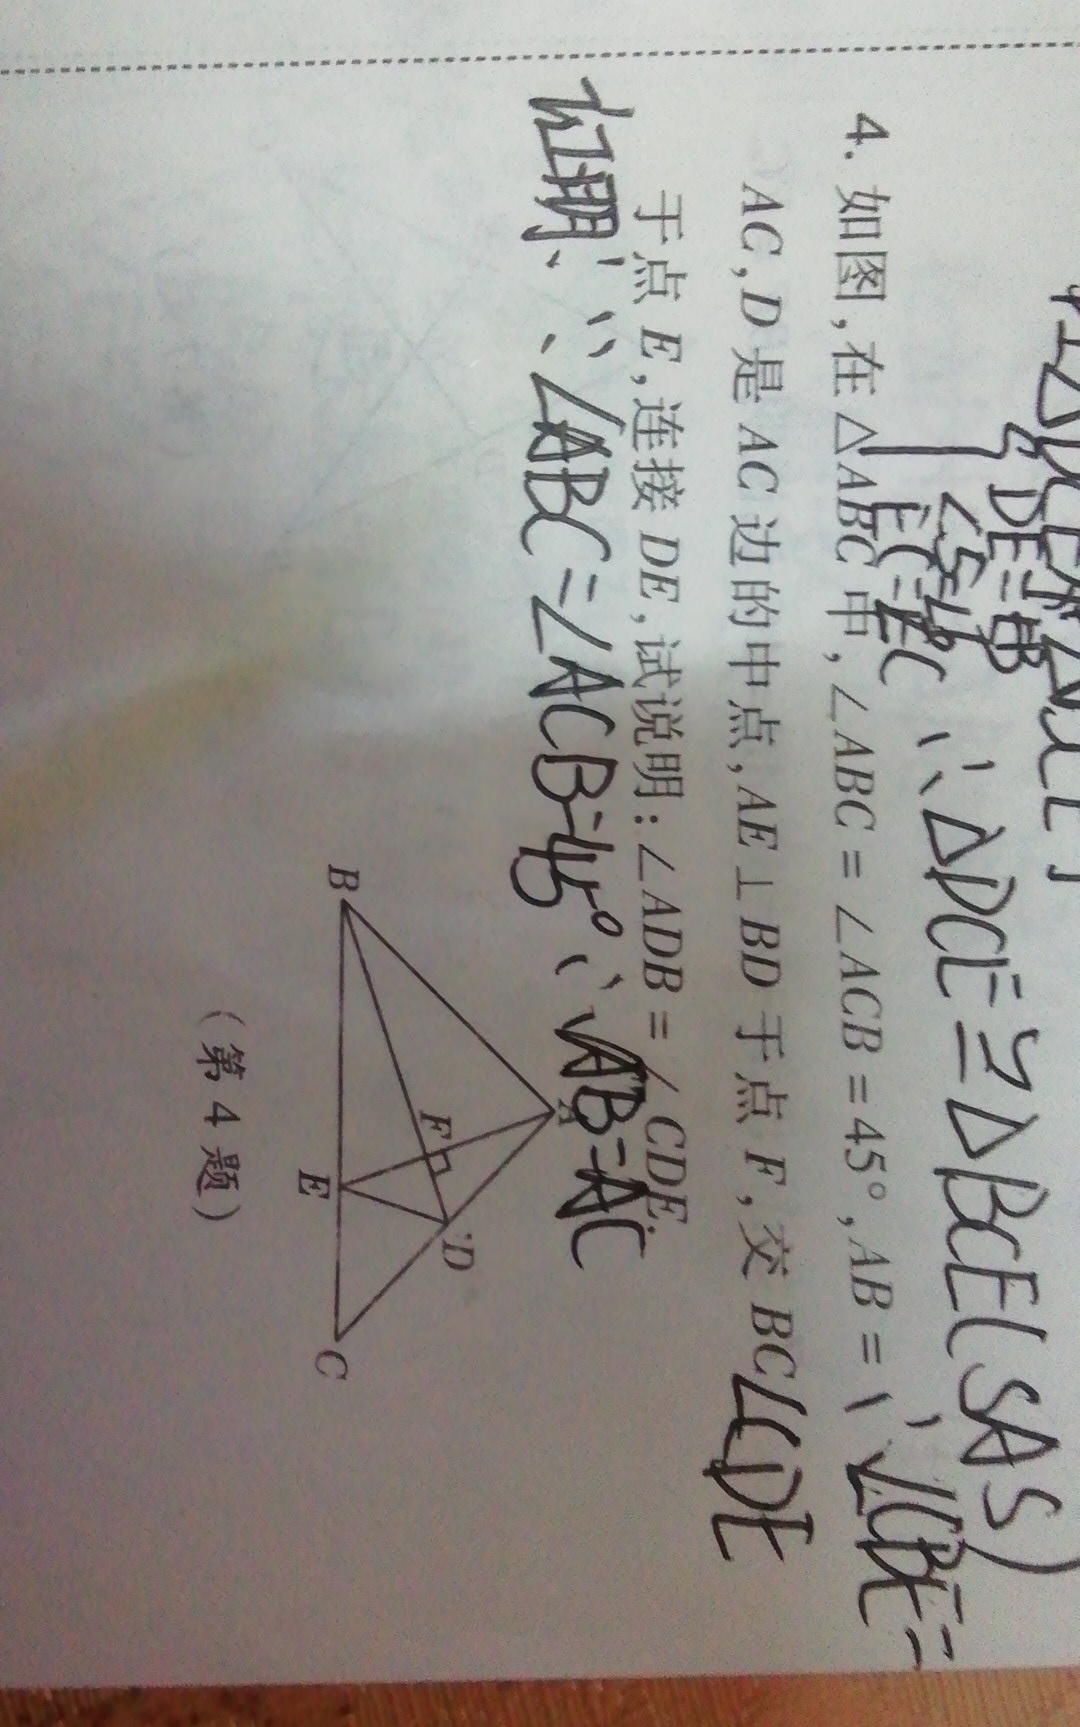 DE=
∴△DCE≌△BCE(SAS)
∴∠CBE=
∠CDE
4. 如图,在△ABC中,∠ABC=∠ACB=45°,AB=
AC,D是AC边的中点,AE⊥BD于点F,交BC
于点E,连接DE,试说明:∠ADB=∠CDE.
证明:∵∠ABC=∠ACB=45°∴AB=AC
A
B
C
D
E
F
(第4题)